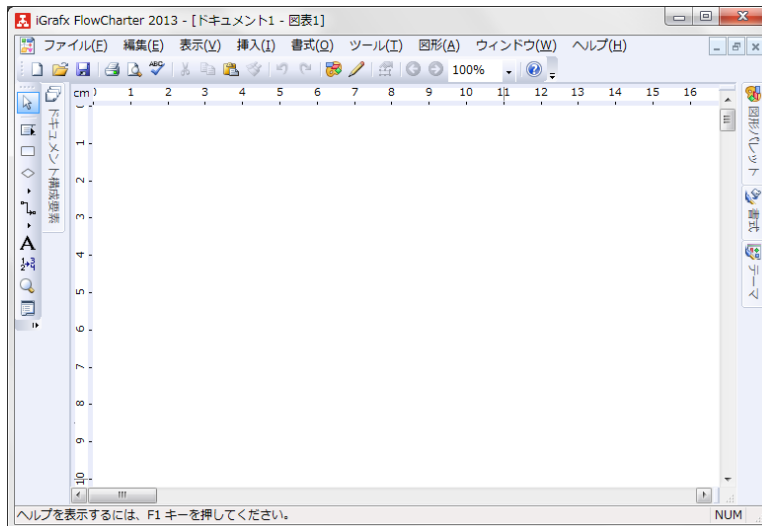 iGrafx FlowCharter 2013 - [ドキュメント1 - 図表1]
ファイル(F) 編集(E) 表示(V) 挿入(I) 書式(O) ツール(T) 図形(A) ウィンドウ(W) ヘルプ(H)
ABC 100%
cm 0 1 2 3 4 5 6 7 8 9 10 11 12 13 14 15 16
ドキュメント構成要素
0
1
2
3
4
5
6
7
8
9
10
A
図形パレット
書式
テーマ
ヘルプを表示するには、F1 キーを押してください。 NUM